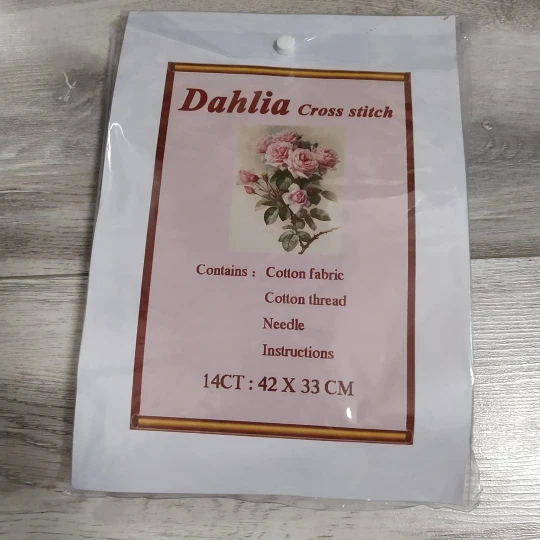 Dahlia Cross stitch
Contains : Cotton fabric
Cotton thread
Needle
Instructions
14CT : 42 X 33 CM